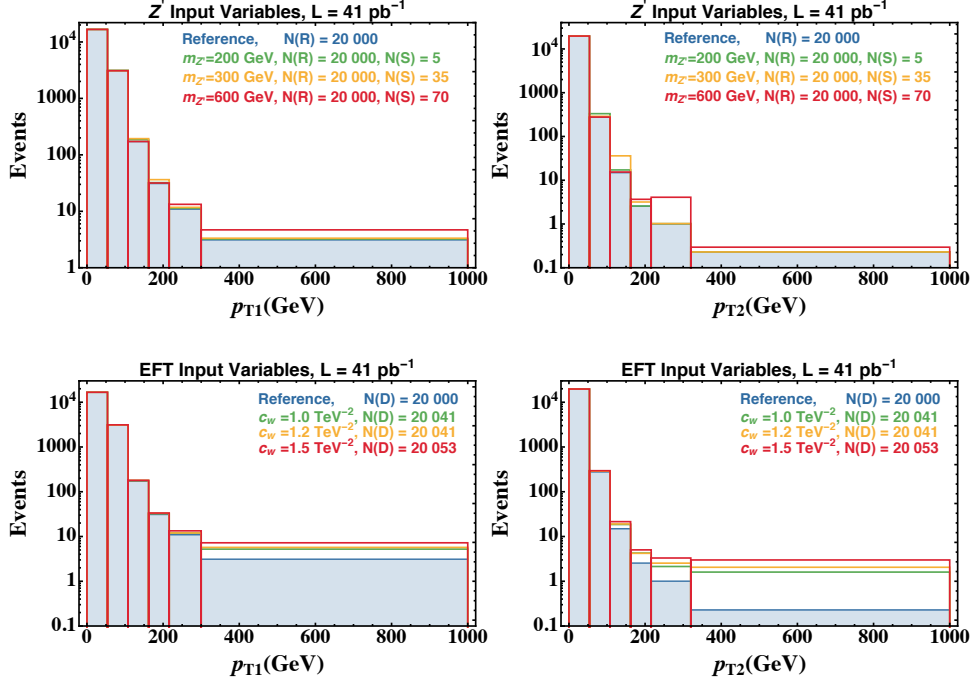 Z′ Input Variables, L = 41 pb⁻¹
Reference, N(R) = 20 000
m_Z'=200 GeV, N(R) = 20 000, N(S) = 5
m_Z'=300 GeV, N(R) = 20 000, N(S) = 35
m_Z'=600 GeV, N(R) = 20 000, N(S) = 70
Events
10⁴
1000
100
10
1
0 200 400 600 800 1000
p_T1(GeV)
Z′ Input Variables, L = 41 pb⁻¹
Reference, N(R) = 20 000
m_Z'=200 GeV, N(R) = 20 000, N(S) = 5
m_Z'=300 GeV, N(R) = 20 000, N(S) = 35
m_Z'=600 GeV, N(R) = 20 000, N(S) = 70
Events
10⁴
1000
100
10
1
0.1
0 200 400 600 800 1000
p_T2(GeV)
EFT Input Variables, L = 41 pb⁻¹
Reference, N(D) = 20 000
c_w =1.0 TeV⁻², N(D) = 20 041
c_w =1.2 TeV⁻², N(D) = 20 041
c_w =1.5 TeV⁻², N(D) = 20 053
Events
10⁴
1000
100
10
1
0.1
0 200 400 600 800 1000
p_T1(GeV)
EFT Input Variables, L = 41 pb⁻¹
Reference, N(D) = 20 000
c_w =1.0 TeV⁻², N(D) = 20 041
c_w =1.2 TeV⁻², N(D) = 20 041
c_w =1.5 TeV⁻², N(D) = 20 053
Events
10⁴
1000
100
10
1
0.1
0 200 400 600 800 1000
p_T2(GeV)